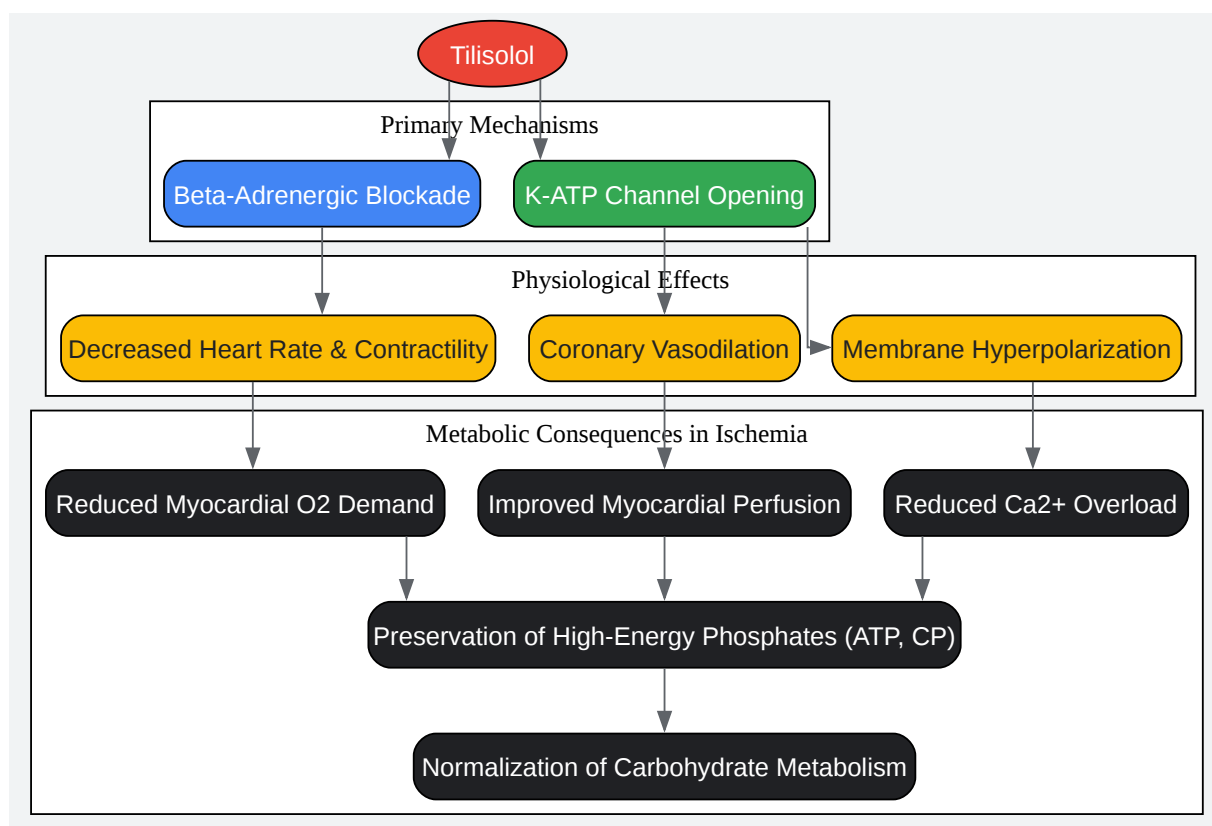 Tilisolol
Primary Mechanisms
Beta-Adrenergic Blockade
K-ATP Channel Opening
Physiological Effects
Decreased Heart Rate & Contractility
Coronary Vasodilation
Membrane Hyperpolarization
Metabolic Consequences in Ischemia
Reduced Myocardial O2 Demand
Improved Myocardial Perfusion
Reduced Ca2+ Overload
Preservation of High-Energy Phosphates (ATP, CP)
Normalization of Carbohydrate Metabolism